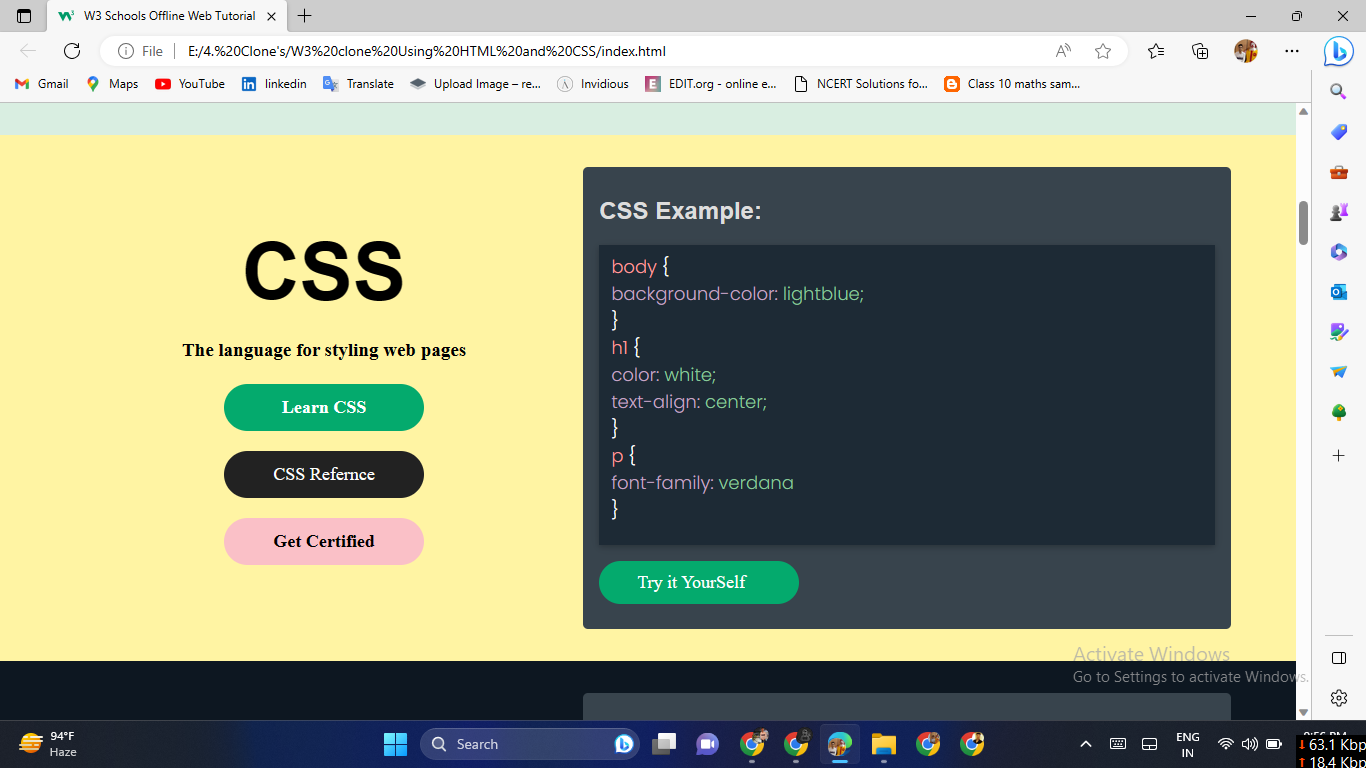 W3 Schools Offline Web Tutorial
File
E:/4.%20Clone's/W3%20clone%20Using%20HTML%20and%20CSS/index.html
Gmail
Maps
YouTube
linkedin
Translate
Upload Image – re...
Invidious
EDIT.org - online e...
NCERT Solutions fo...
Class 10 maths sam...
CSS
The language for styling web pages
Learn CSS
CSS Refernce
Get Certified
CSS Example:
body {
background-color: lightblue;
}
h1 {
color: white;
text-align: center;
}
p {
font-family: verdana
}
Try it YourSelf
Activate Windows
Go to Settings to activate Windows.
94°F
Haze
Search
ENG
IN
63.1 Kbp
18.4 Kbp